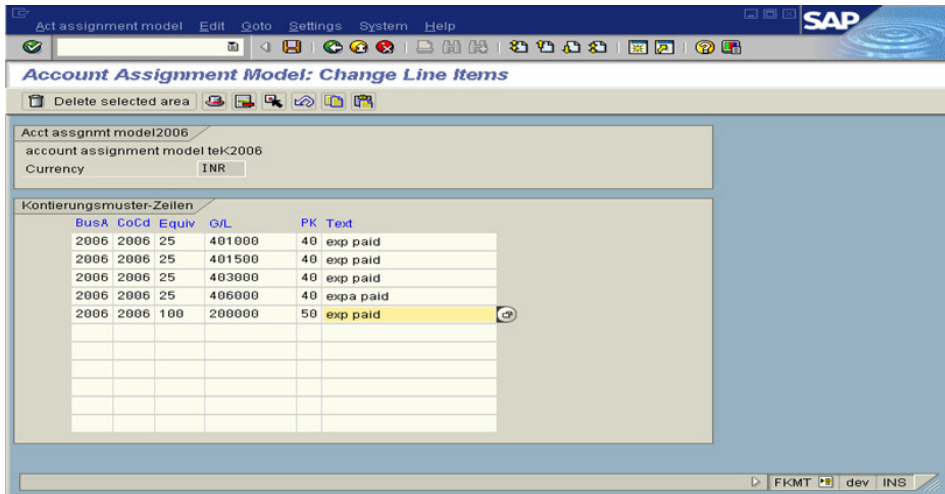 Act assignment model Edit Goto Settings System Help
SAP
Account Assignment Model: Change Line Items
Delete selected area
Acct assgnmt model2006
account assignment model teK2006
Currency INR
Kontierungsmuster-Zeilen
BusA CoCd Equiv G/L PK Text
2006 2006 25 401000 40 exp paid
2006 2006 25 401500 40 exp paid
2006 2006 25 403000 40 exp paid
2006 2006 25 406000 40 expa paid
2006 2006 100 200000 50 exp paid
FKMT dev INS